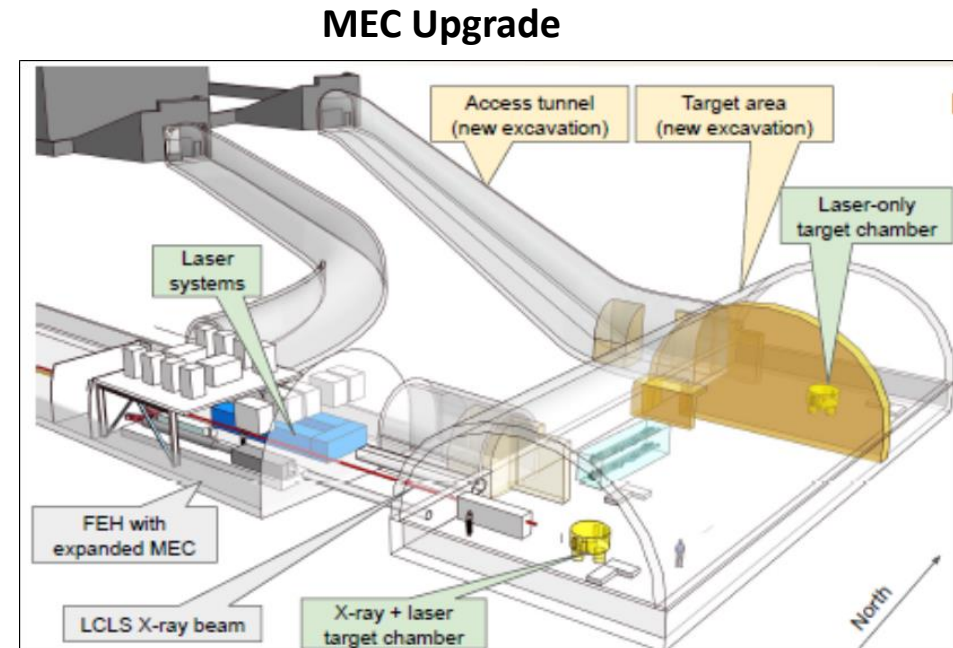 MEC Upgrade
Access tunnel
(new excavation)
Target area
(new excavation)
Laser-only
target chamber
Laser
systems
FEH with
expanded MEC
LCLS X-ray beam
X-ray + laser
target chamber
North